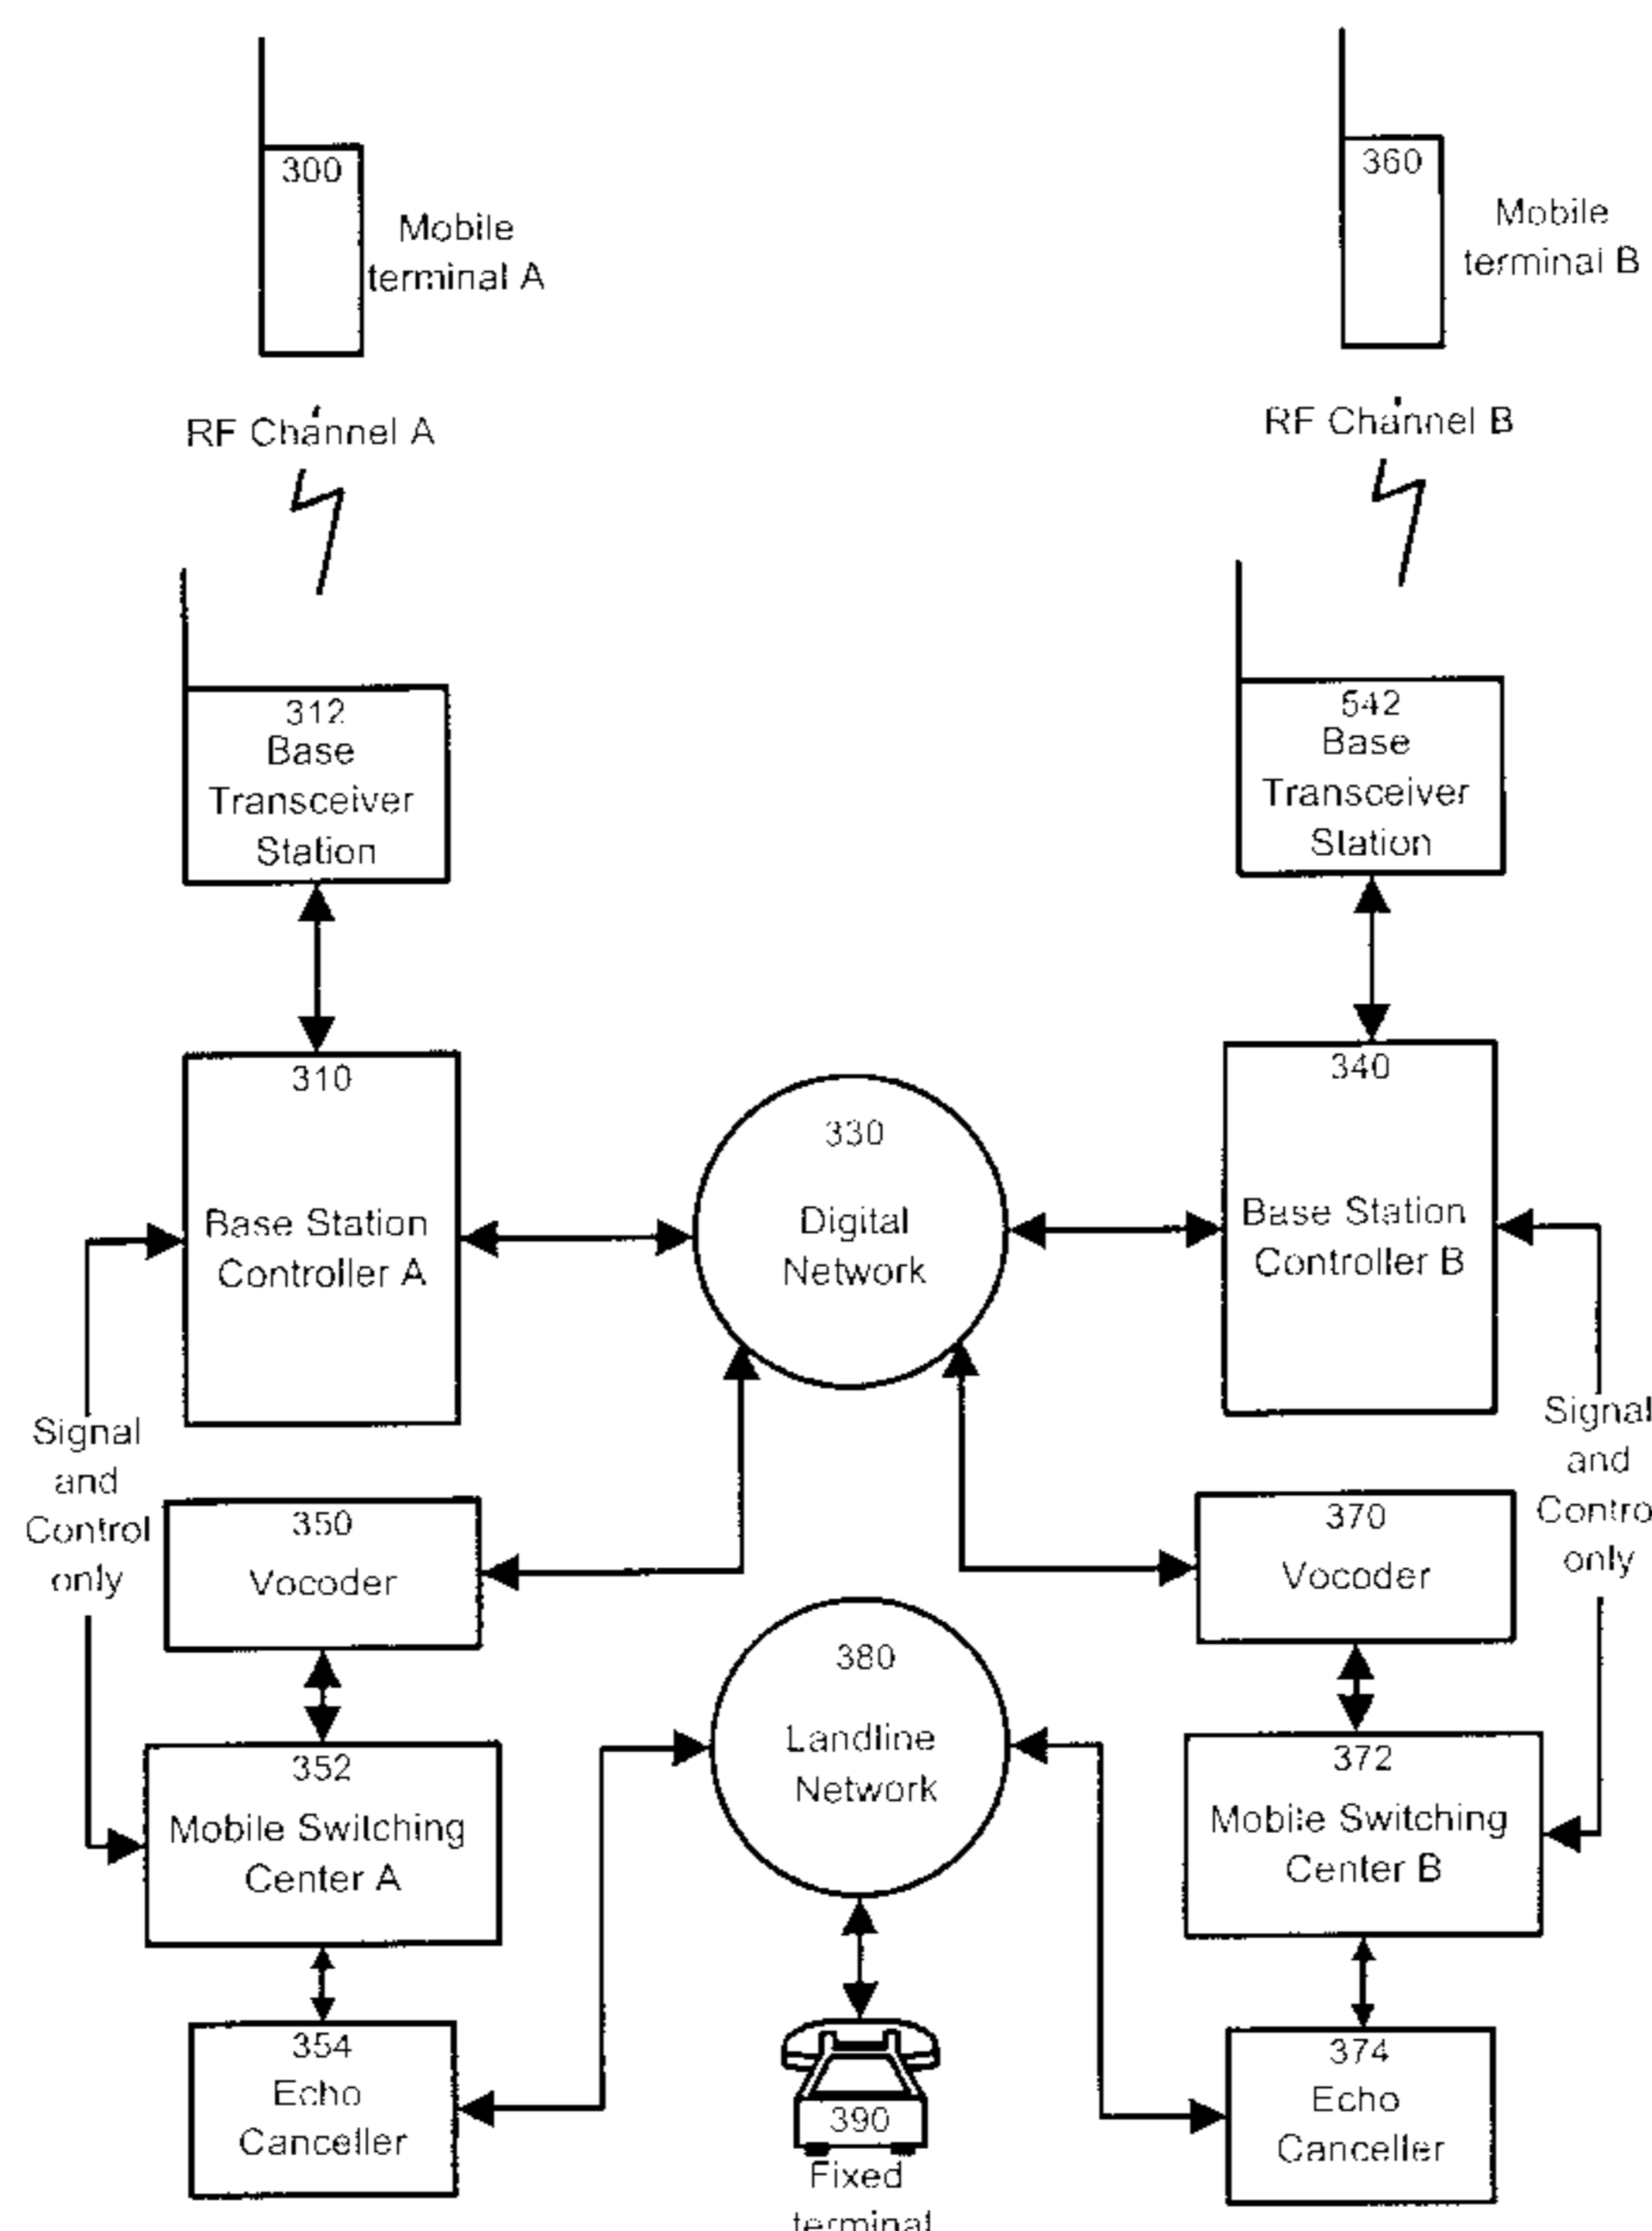 300
Mobile
terminal A
360
Mobile
terminal B
RF Channel A
RF Channel B
312
Base
Transceiver
Station
542
Base
Transceiver
Station
310
Base Station
Controller A
330
Digital
Network
340
Base Station
Controller B
Signal
and
Control
only
Signal
and
Contro
only
350
Vocoder
370
Vocoder
380
Landline
Network
352
Mobile Switching
Center A
372
Mobile Switching
Center B
354
Echo
Canceller
390
Fixed
terminal
374
Echo
Canceller